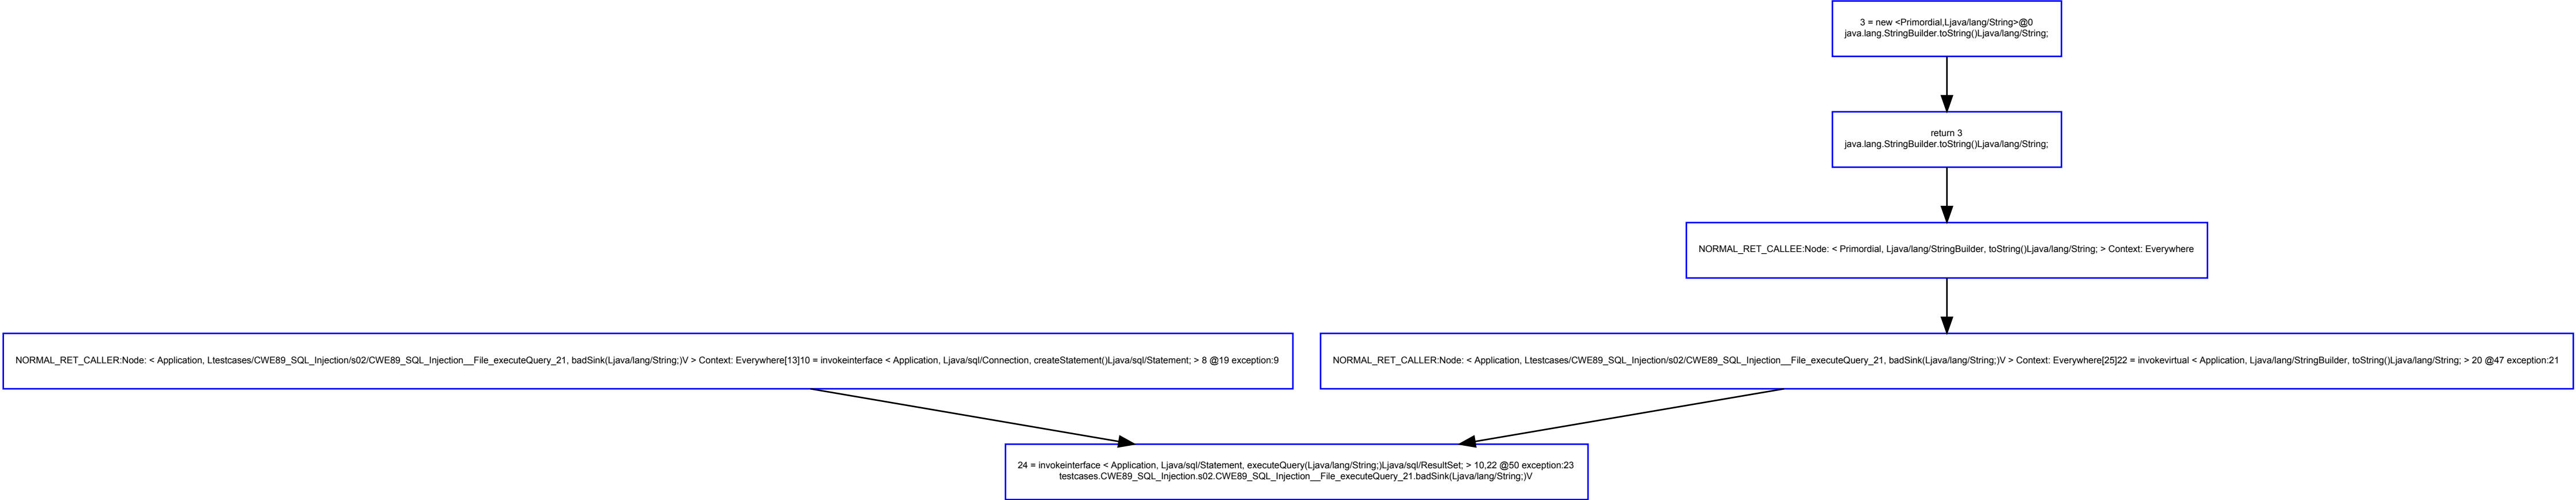 3 = new <Primordial,Ljava/lang/String>@0
java.lang.StringBuilder.toString()Ljava/lang/String;
return 3
java.lang.StringBuilder.toString()Ljava/lang/String;
NORMAL_RET_CALLEE:Node: < Primordial, Ljava/lang/StringBuilder, toString()Ljava/lang/String; > Context: Everywhere
NORMAL_RET_CALLER:Node: < Application, Ltestcases/CWE89_SQL_Injection/s02/CWE89_SQL_Injection__File_executeQuery_21, badSink(Ljava/lang/String;)V > Context: Everywhere[13]10 = invokeinterface < Application, Ljava/sql/Connection, createStatement()Ljava/sql/Statement; > 8 @19 exception:9
NORMAL_RET_CALLER:Node: < Application, Ltestcases/CWE89_SQL_Injection/s02/CWE89_SQL_Injection__File_executeQuery_21, badSink(Ljava/lang/String;)V > Context: Everywhere[25]22 = invokevirtual < Application, Ljava/lang/StringBuilder, toString()Ljava/lang/String; > 20 @47 exception:21
24 = invokeinterface < Application, Ljava/sql/Statement, executeQuery(Ljava/lang/String;)Ljava/sql/ResultSet; > 10,22 @50 exception:23
testcases.CWE89_SQL_Injection.s02.CWE89_SQL_Injection__File_executeQuery_21.badSink(Ljava/lang/String;)V